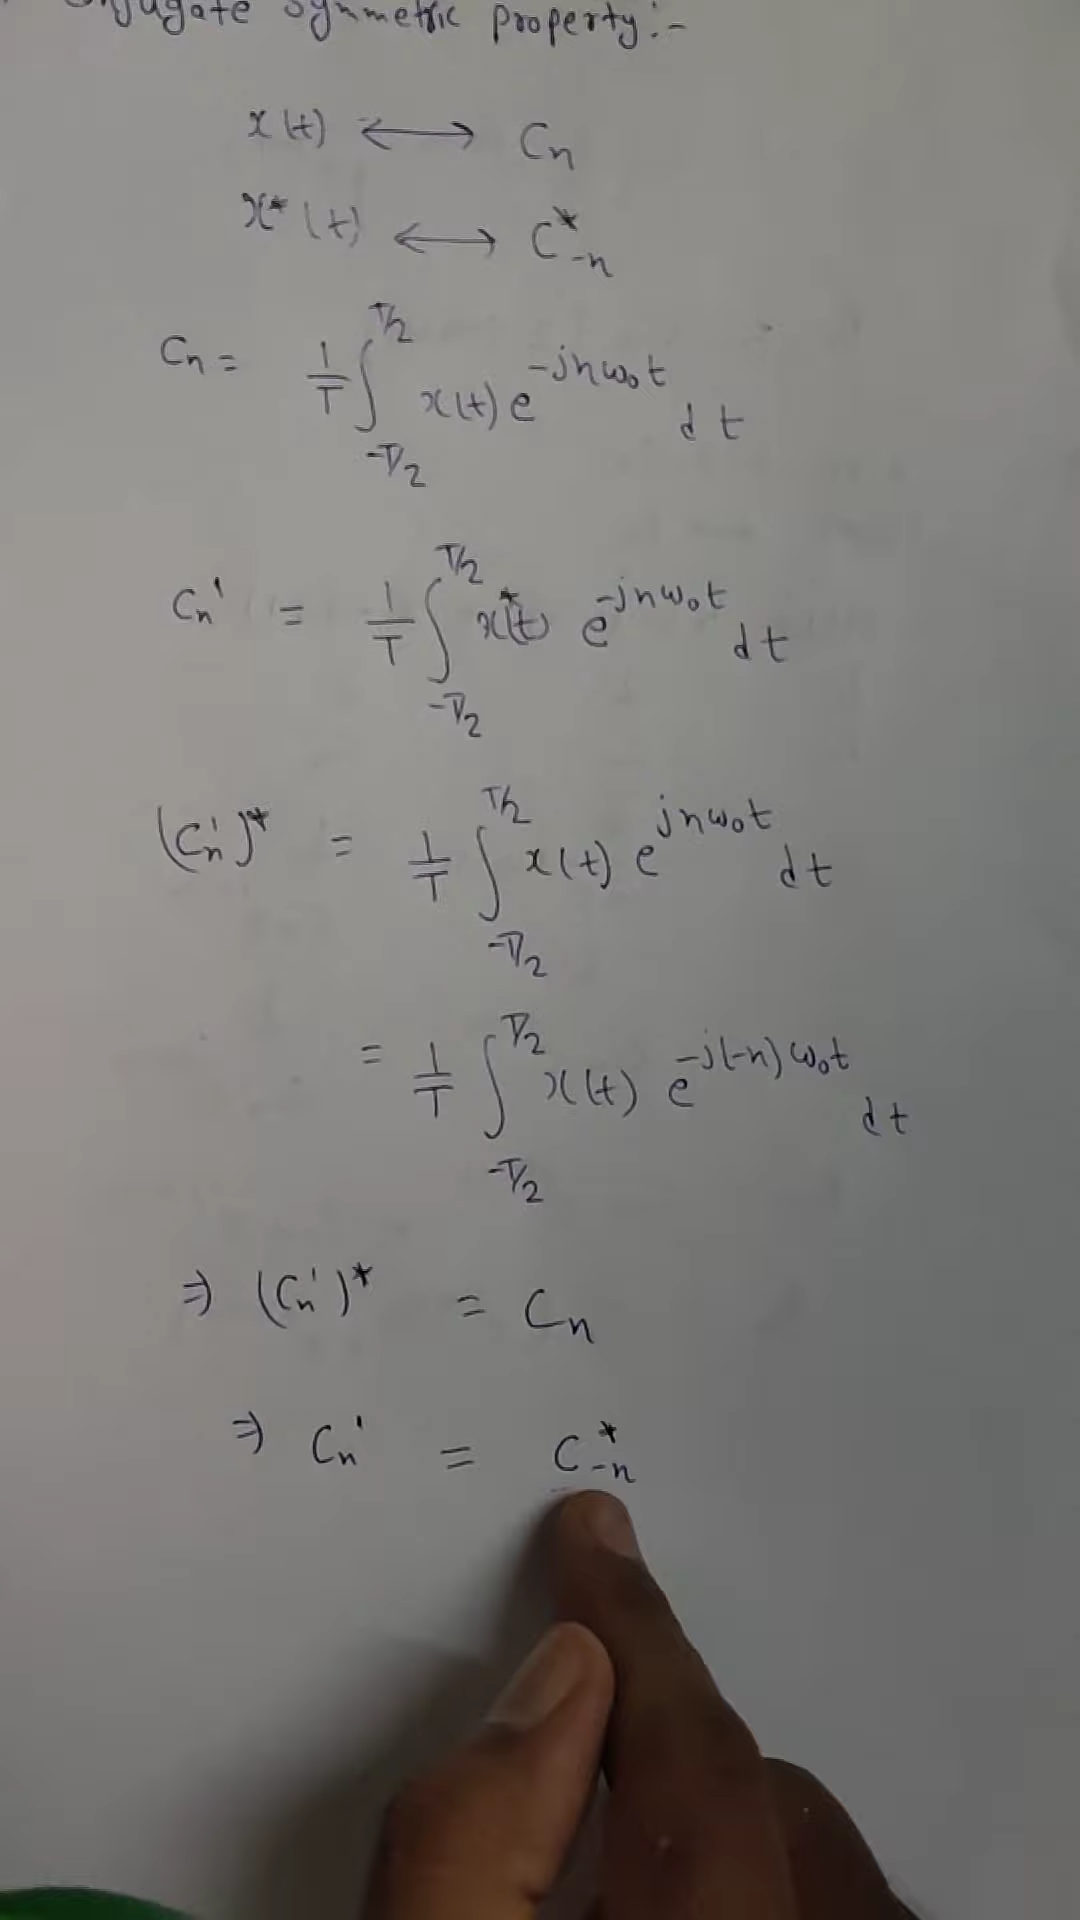 symmetric property :-
x(t) ⟷ Cn
x*(t) ⟷ C*-n
Cn = 1/T ∫_{-T/2}^{T/2} x(t) e^{-jnω₀t} dt
Cn' = 1/T ∫_{-T/2}^{T/2} x*(t) e^{-jnω₀t} dt
(Cn')* = 1/T ∫_{-T/2}^{T/2} x(t) e^{jnω₀t} dt
= 1/T ∫_{-T/2}^{T/2} x(t) e^{-j(-n)ω₀t} dt
⇒ (Cn')* = Cn
⇒ Cn' = C*-n